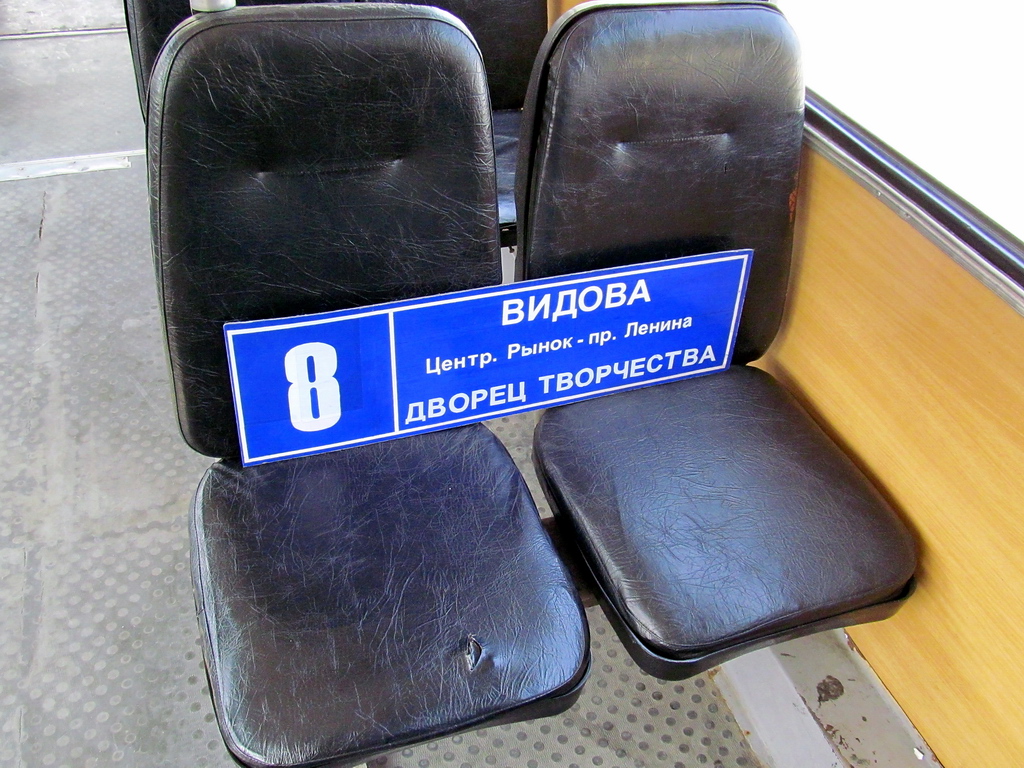 8
ВИДОВА
Центр. Рынок - пр. Ленина
ДВОРЕЦ ТВОРЧЕСТВА